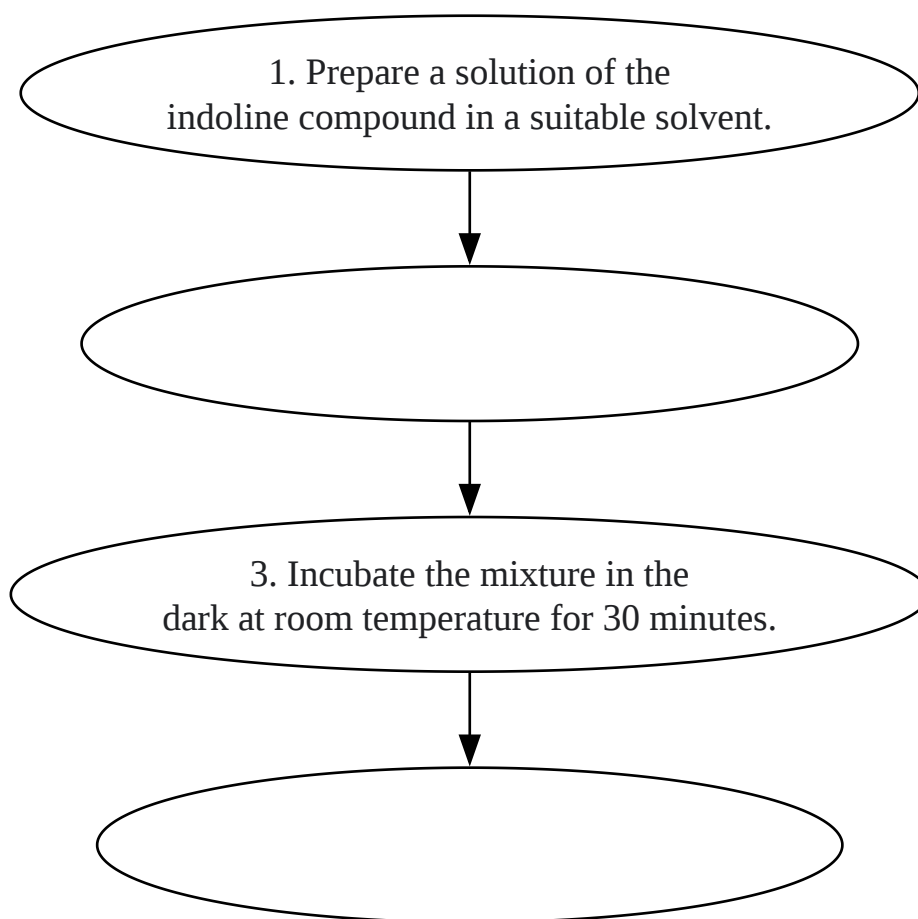 1. Prepare a solution of the
indoline compound in a suitable solvent.
3. Incubate the mixture in the
dark at room temperature for 30 minutes.